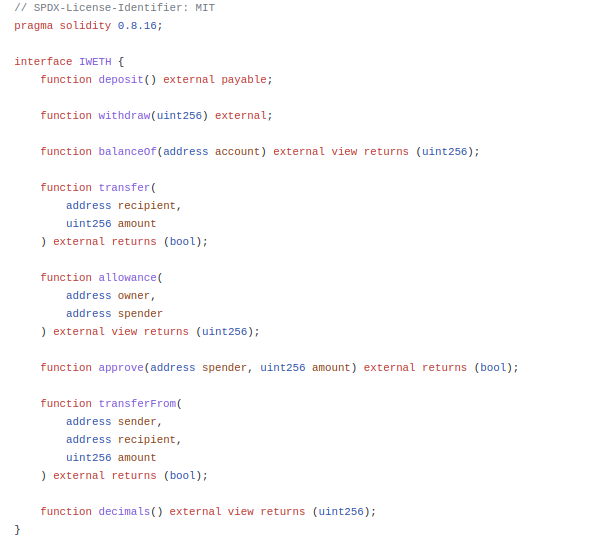 // SPDX-License-Identifier: MIT
pragma solidity 0.8.16;

interface IWETH {
    function deposit() external payable;

    function withdraw(uint256) external;

    function balanceOf(address account) external view returns (uint256);

    function transfer(
        address recipient,
        uint256 amount
    ) external returns (bool);

    function allowance(
        address owner,
        address spender
    ) external view returns (uint256);

    function approve(address spender, uint256 amount) external returns (bool);

    function transferFrom(
        address sender,
        address recipient,
        uint256 amount
    ) external returns (bool);

    function decimals() external view returns (uint256);
}